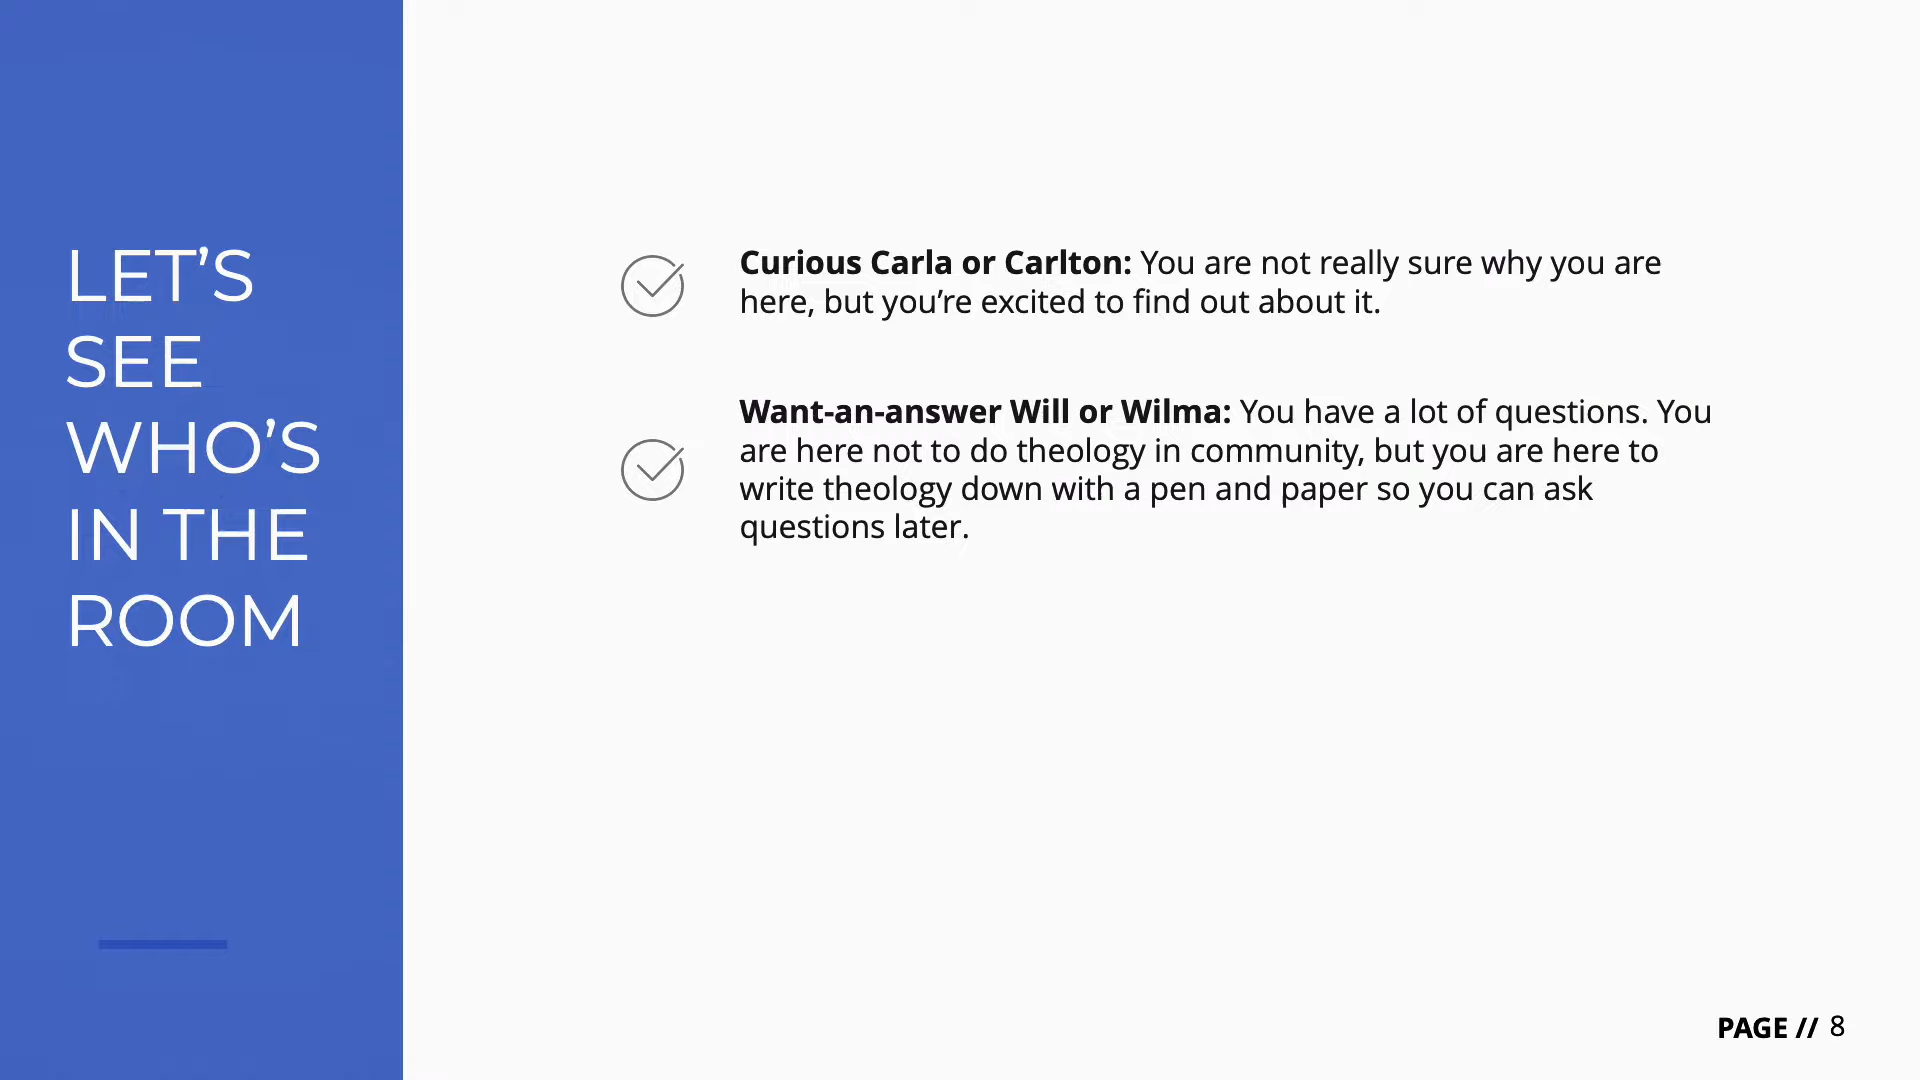 LET’S
SEE
WHO’S
IN THE
ROOM
Curious Carla or Carlton: You are not really sure why you are
here, but you’re excited to find out about it.
Want-an-answer Will or Wilma: You have a lot of questions. You
are here not to do theology in community, but you are here to
write theology down with a pen and paper so you can ask
questions later.
PAGE // 8